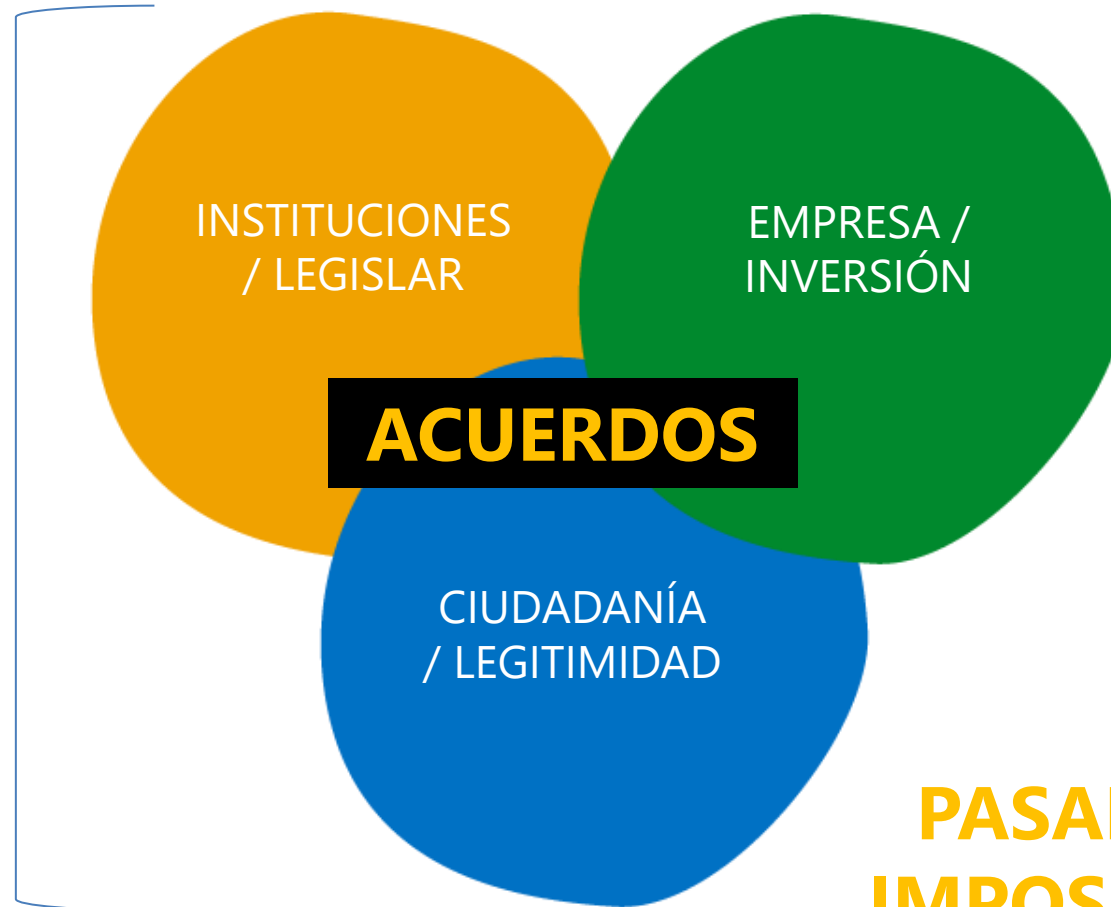 INSTITUCIONES
/ LEGISLAR
EMPRESA /
INVERSIÓN
ACUERDOS
CIUDADANÍA
/ LEGITIMIDAD